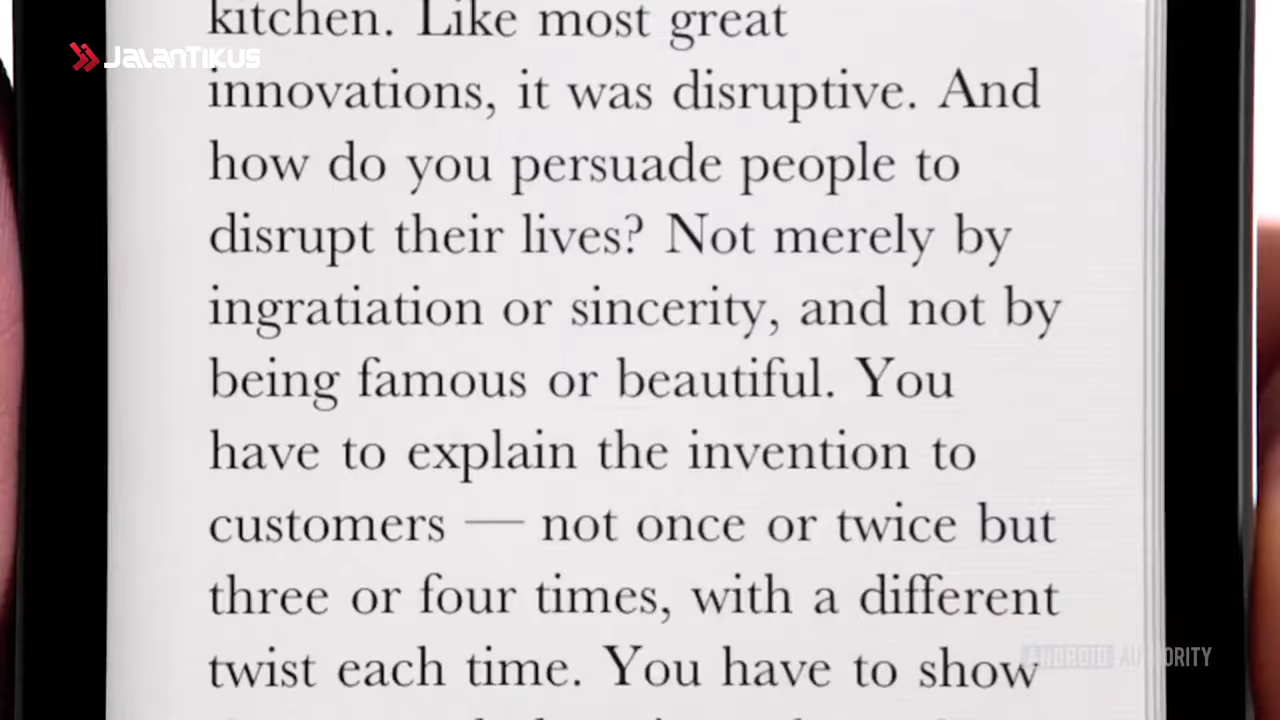 kitchen. Like most great
JALANTIKUS
innovations, it was disruptive. And
how do you persuade people to
disrupt their lives? Not merely by
ingratiation or sincerity, and not by
being famous or beautiful. You
have to explain the invention to
customers — not once or twice but
three or four times, with a different
twist each time. You have to show
ANDROID AUTHORITY